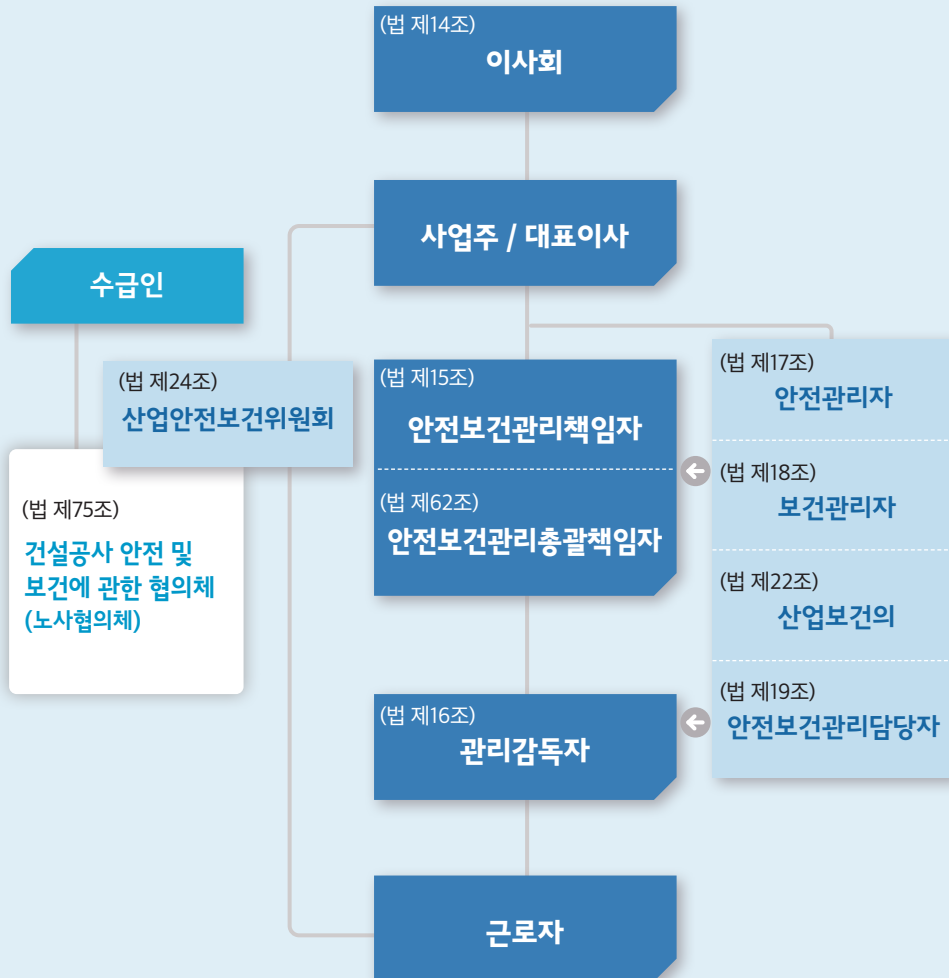 (법 제14조)
이사회
사업주 / 대표이사
수급인
(법 제24조)
산업안전보건위원회
(법 제75조)
건설공사 안전 및
보건에 관한 협의체
(노사협의체)
(법 제15조)
안전보건관리책임자
(법 제62조)
안전보건관리총괄책임자
(법 제17조)
안전관리자
(법 제18조)
보건관리자
(법 제22조)
산업보건의
(법 제19조)
안전보건관리담당자
(법 제16조)
관리감독자
근로자